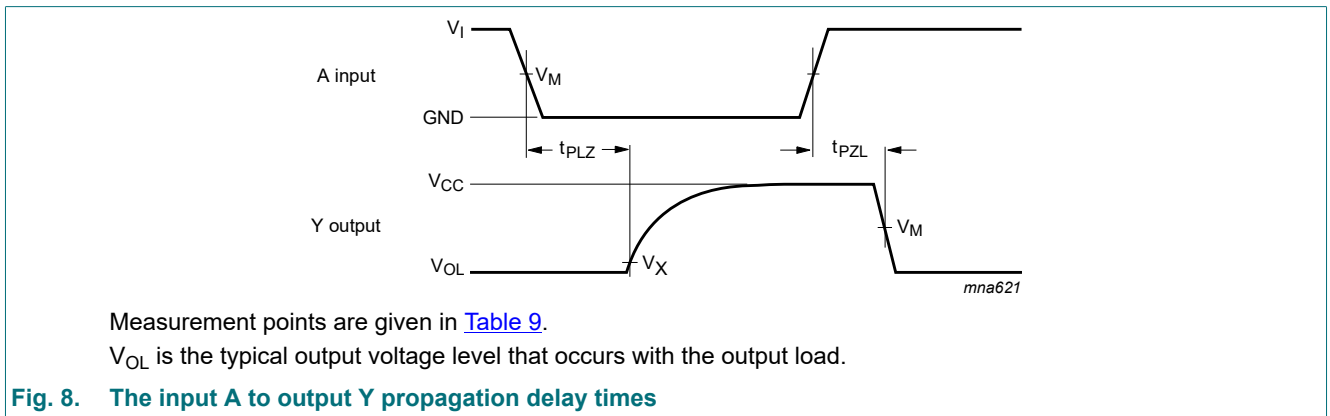 VI
A input
VM
GND
tPLZ
tPZL
VCC
Y output
VM
VOL
VX
mna621
Measurement points are given in Table 9.
VOL is the typical output voltage level that occurs with the output load.
Fig. 8. The input A to output Y propagation delay times